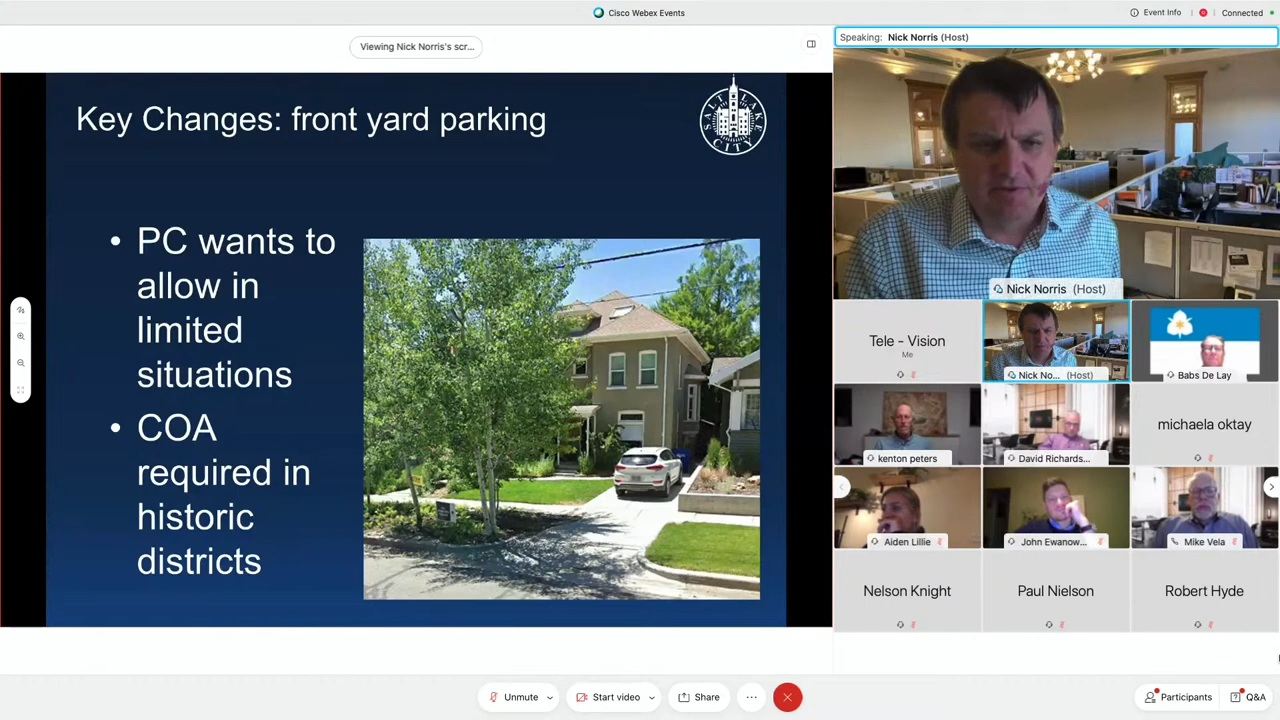 Cisco Webex Events
Event Info
Connected
Viewing Nick Norris's scr...
Speaking: Nick Norris (Host)
Key Changes: front yard parking
SALT LAKE CITY
• PC wants to
allow in
limited
situations
• COA
required in
historic
districts
Nick Norris (Host)
Tele - Vision
Me
Nick No... (Host)
Babs De Lay
kenton peters
David Richards...
michaela oktay
Aiden Lillie
John Ewanow...
Mike Vela
Nelson Knight
Paul Nielson
Robert Hyde
Unmute
Start video
Share
Participants
Q&A